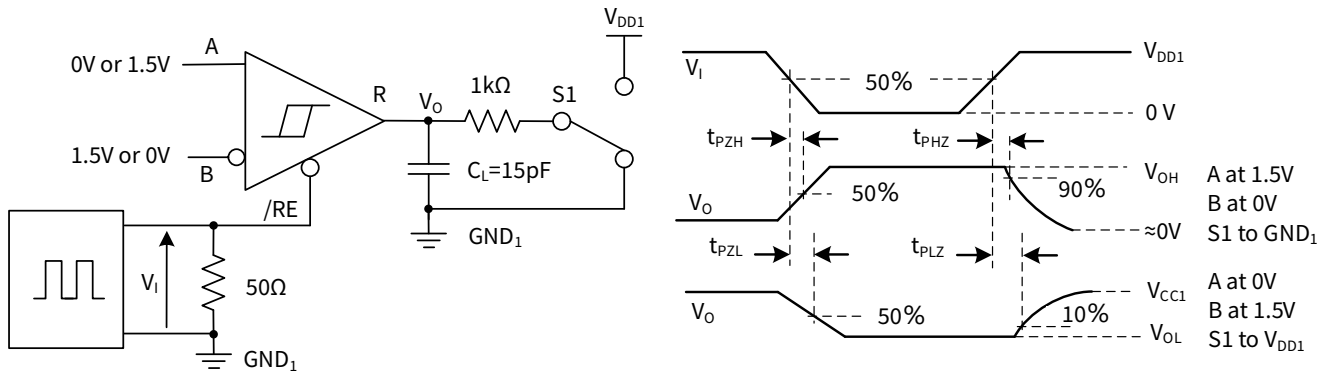 V_DD1
A
0V or 1.5V
R
V_O
1kΩ
S1
1.5V or 0V
B
C_L=15pF
/RE
GND_1
V_I
50Ω
GND_1
V_I
50%
V_DD1
0 V
t_PZH
t_PHZ
V_O
50%
90%
V_OH
≈0V
A at 1.5V
B at 0V
S1 to GND_1
t_PZL
t_PLZ
V_O
50%
10%
V_CC1
V_OL
A at 0V
B at 1.5V
S1 to V_DD1